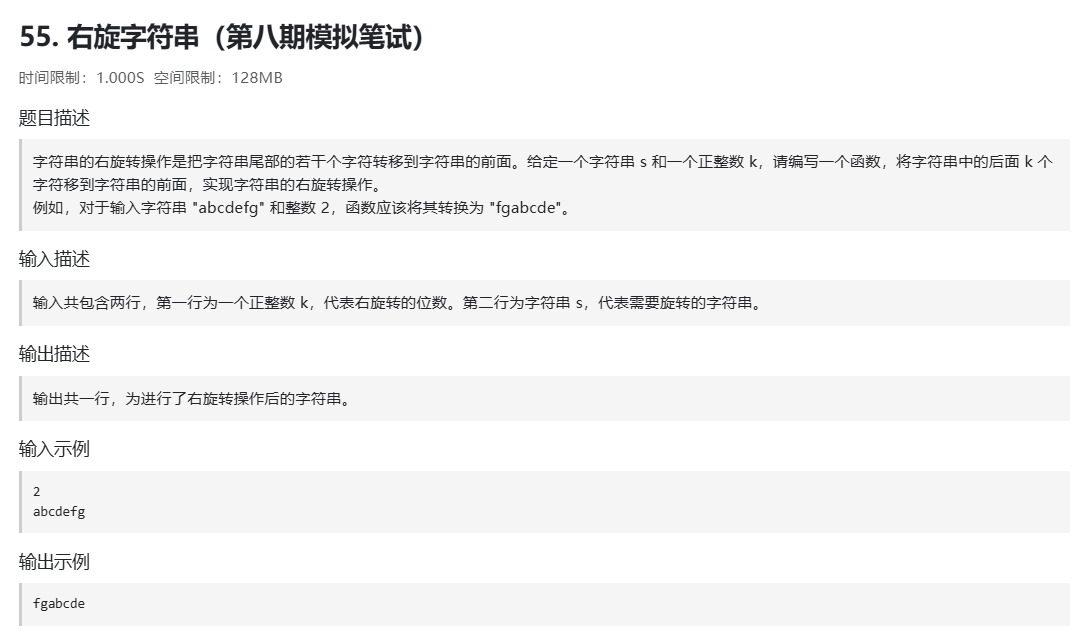 55. 右旋字符串（第八期模拟笔试）
时间限制：1.000S 空间限制：128MB
题目描述
字符串的右旋转操作是把字符串尾部的若干个字符转移到字符串的前面。给定一个字符串 s 和一个正整数 k，请编写一个函数，将字符串中的后面 k 个
字符移到字符串的前面，实现字符串的右旋转操作。
例如，对于输入字符串 "abcdefg" 和整数 2，函数应该将其转换为 "fgabcde"。
输入描述
输入共包含两行，第一行为一个正整数 k，代表右旋转的位数。第二行为字符串 s，代表需要旋转的字符串。
输出描述
输出共一行，为进行了右旋转操作后的字符串。
输入示例
2
abcdefg
输出示例
fgabcde